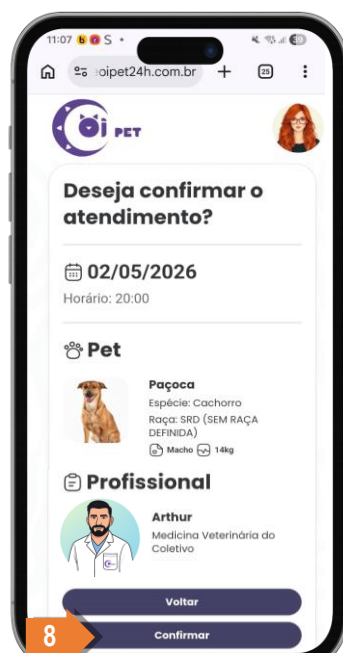 11:07 S •
oipet24h.com.br + 25
Oi PET
Deseja confirmar o
atendimento?
02/05/2026
Horário: 20:00
Pet
Paçoca
Espécie: Cachorro
Raça: SRD (SEM RAÇA
DEFINIDA)
Macho 14kg
Profissional
Arthur
Medicina Veterinária do
Coletivo
Voltar
8 Confirmar